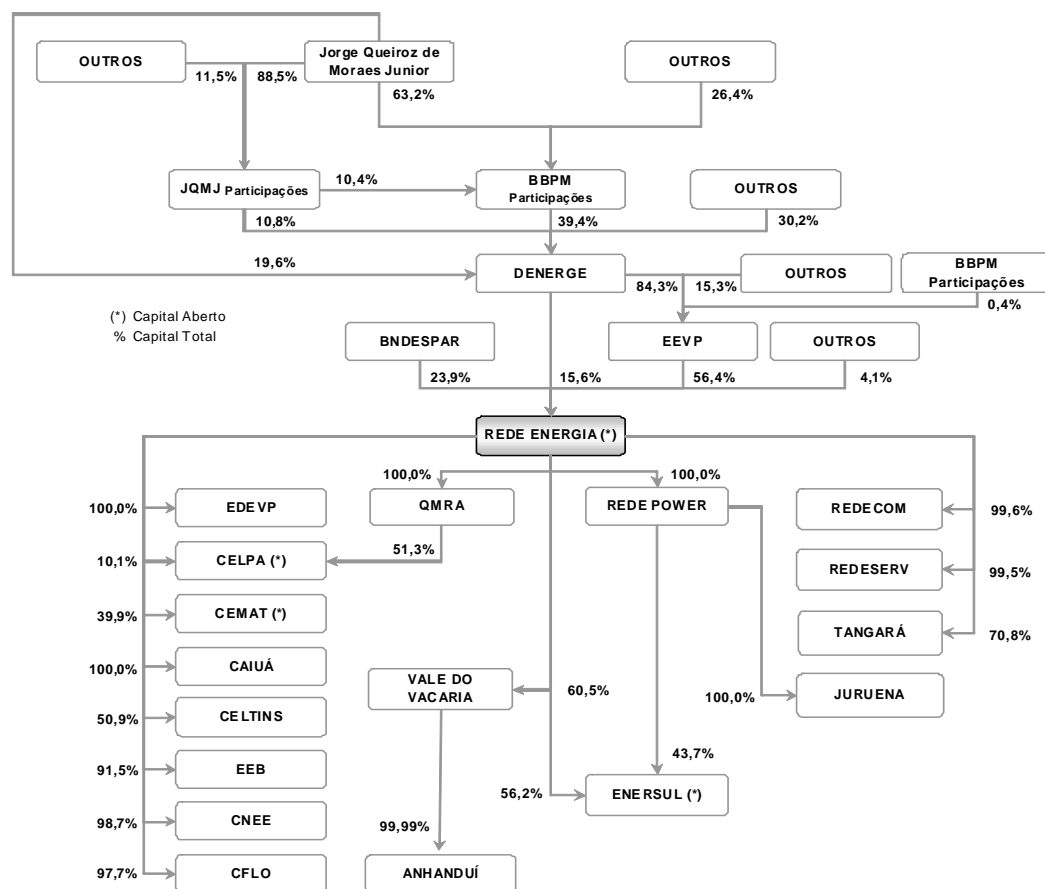 OUTROS
11,5%
88,5%
Jorge Queiroz de
Moraes Junior
63,2%
OUTROS
26,4%
JQMJ Participações
10,4%
BBPM
Participações
OUTROS
10,8%
39,4%
30,2%
19,6%
DENERGE
84,3%
15,3%
OUTROS
BBPM
Participações
0,4%
(*) Capital Aberto
% Capital Total
BNDESPAR
EEVP
OUTROS
23,9%
15,6%
56,4%
4,1%
REDE ENERGIA (*)
100,0%
100,0%
100,0%
EDEVP
QMRA
REDE POWER
REDECOM
99,6%
10,1%
CELPA (*)
51,3%
REDESERV
99,5%
39,9%
CEMAT (*)
TANGARÁ
70,8%
100,0%
CAIUÁ
VALE DO
VACARIA
60,5%
100,0%
JURUENA
50,9%
CELTINS
91,5%
EEB
43,7%
56,2%
ENERSUL (*)
98,7%
CNEE
99,99%
97,7%
CFLO
ANHANDUÍ